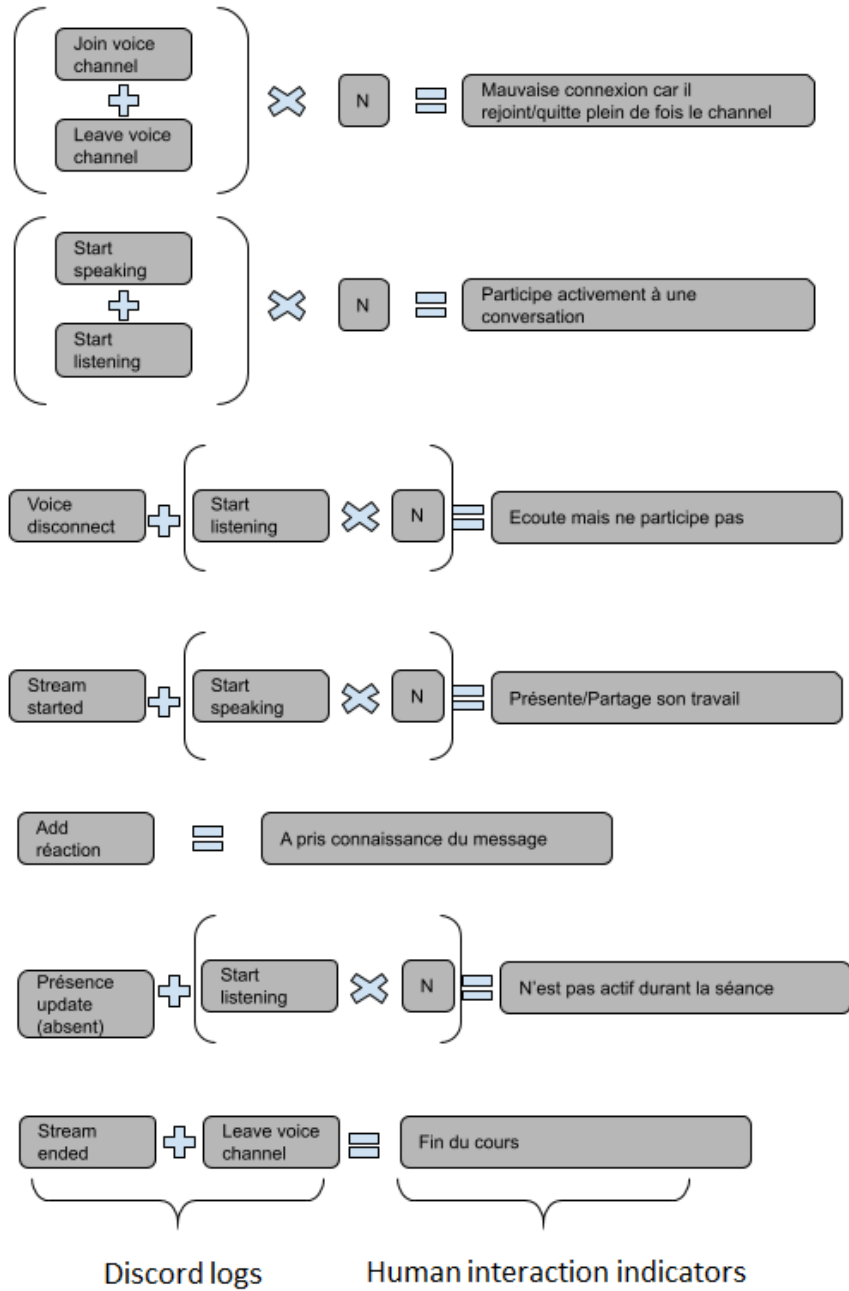 Join voice
channel
Leave voice
channel
N
Mauvaise connexion car il
rejoint/quitte plein de fois le channel
Start
speaking
Start
listening
N
Participe activement à une
conversation
Voice
disconnect
Start
listening
N
Ecoute mais ne participe pas
Stream
started
Start
speaking
N
Présente/Partage son travail
Add
réaction
A pris connaissance du message
Présence
update
(absent)
Start
listening
N
N'est pas actif durant la séance
Stream
ended
Leave voice
channel
Fin du cours
Discord logs
Human interaction indicators